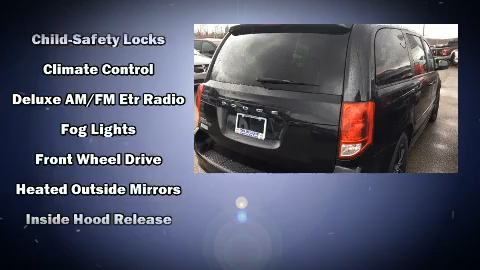 Child-Safety Locks
Climate Control
Deluxe AM/FM Etr Radio
Fog Lights
Front Wheel Drive
Heated Outside Mirrors
Inside Hood Release
DODGE